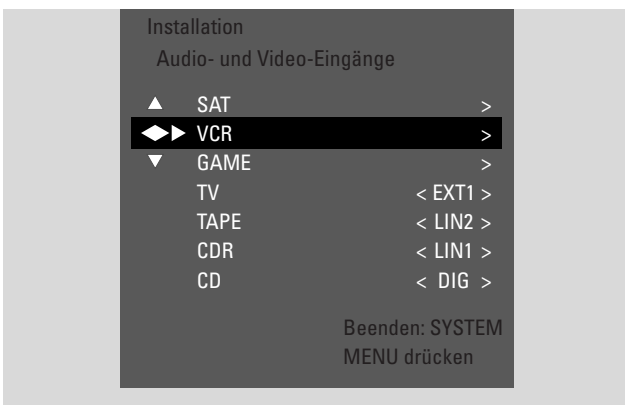 Installation
Audio- und Video-Eingänge
SAT >
VCR >
GAME >
TV < EXT1 >
TAPE < LIN2 >
CDR < LIN1 >
CD < DIG >
Beenden: SYSTEM
MENU drücken